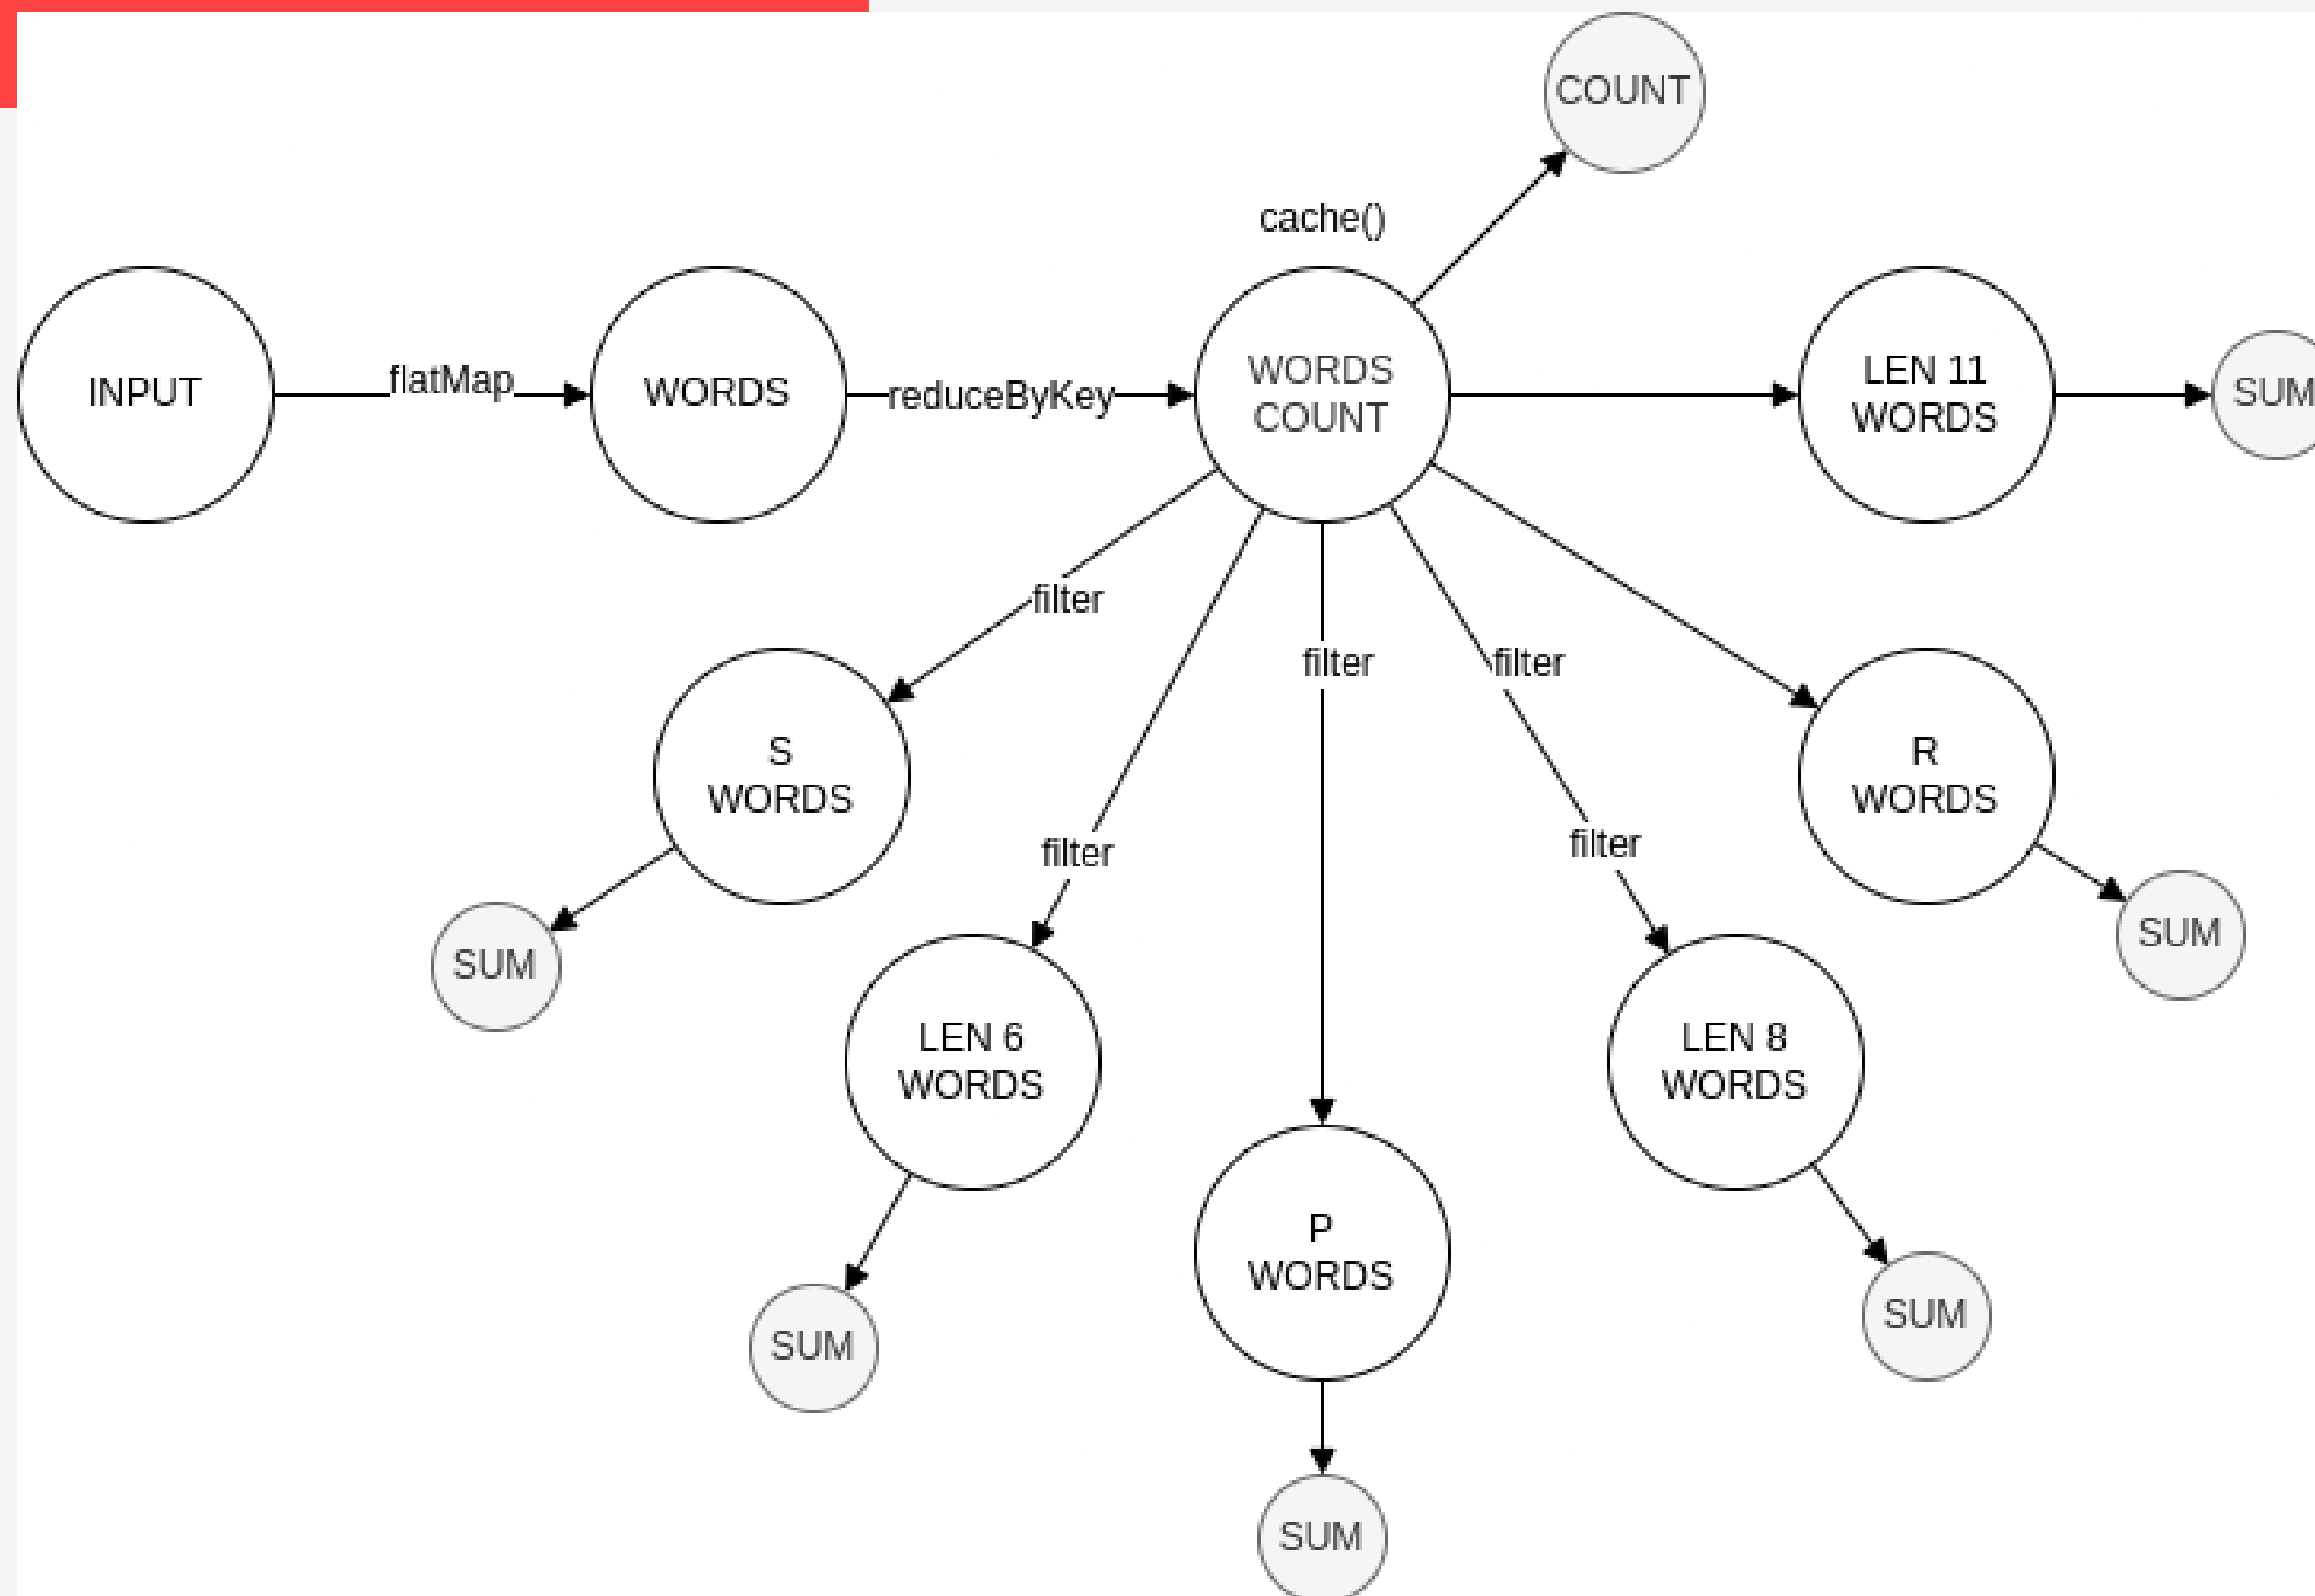 COUNT
cache()
INPUT
flatMap
WORDS
reduceByKey
WORDS
COUNT
LEN 11
WORDS
SUM
filter
filter
filter
S
WORDS
R
WORDS
filter
filter
SUM
SUM
LEN 6
WORDS
LEN 8
WORDS
P
WORDS
SUM
SUM
SUM